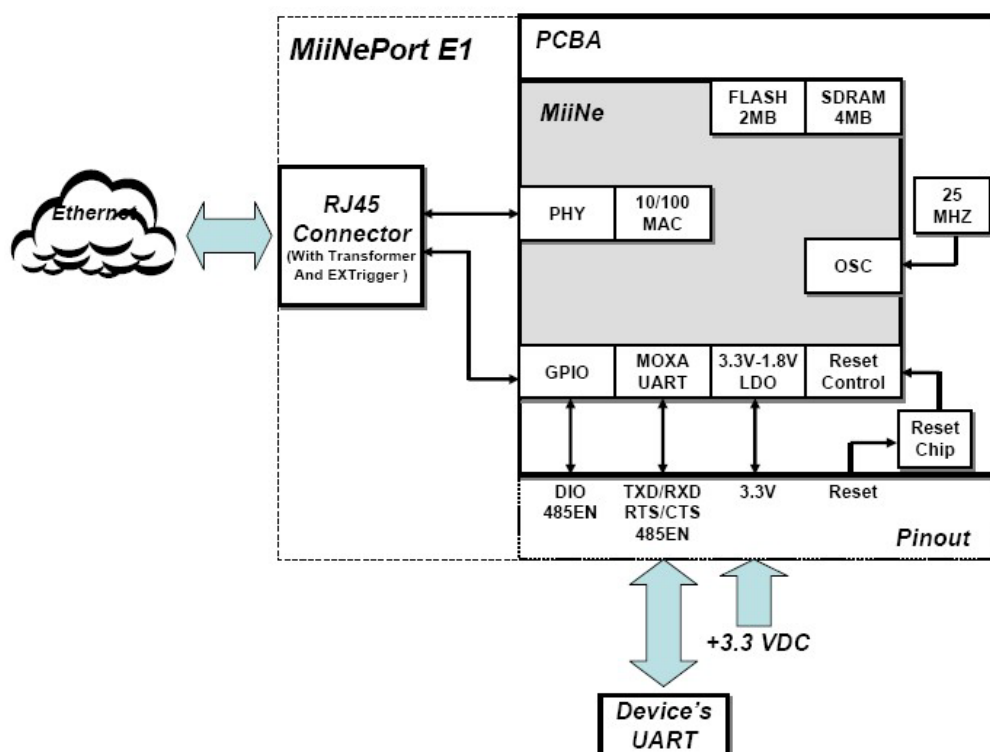 MiiNePort E1
PCBA
MiiNe
FLASH
2MB
SDRAM
4MB
Ethernet
RJ45
Connector
(With Transformer
And EXTrigger )
PHY
10/100
MAC
25
MHZ
OSC
GPIO
MOXA
UART
3.3V-1.8V
LDO
Reset
Control
Reset
Chip
DIO
485EN
TXD/RXD
RTS/CTS
485EN
3.3V
Reset
Pinout
+3.3 VDC
Device's
UART